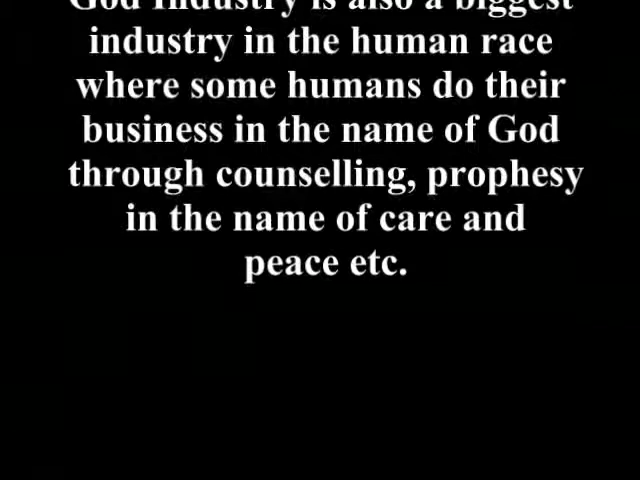 God Industry is also a biggest
industry in the human race
where some humans do their
business in the name of God
through counselling, prophesy
in the name of care and
peace etc.